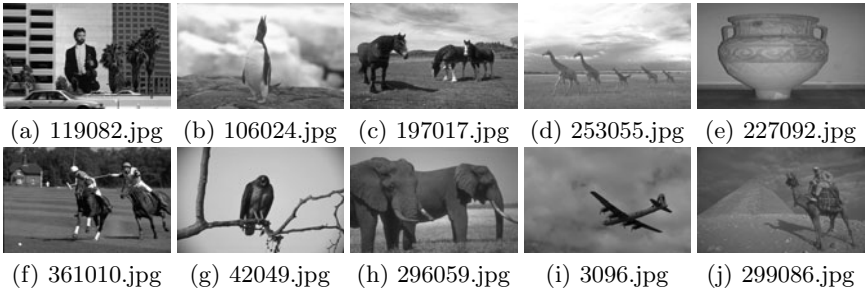 (a) 119082.jpg (b) 106024.jpg (c) 197017.jpg (d) 253055.jpg (e) 227092.jpg
(f) 361010.jpg (g) 42049.jpg (h) 296059.jpg (i) 3096.jpg (j) 299086.jpg